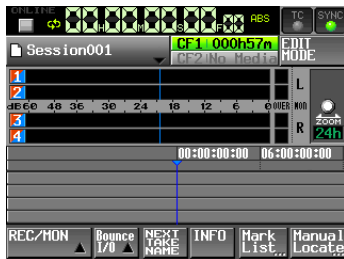 ONLINE
88H88M88S88Fxx ABS TC SYNC
Session001 CF1 000h57m EDIT
CF2 No Media MODE
1 L
2
dB60 48 36 30 24 18 12 6 0 OVER MON
3 R ZOOM
4 24h
00:00:00:00 06:00:00:00
REC/MON Bounce I/O NEXT TAKE NAME INFO Mark List... Manual Locate...